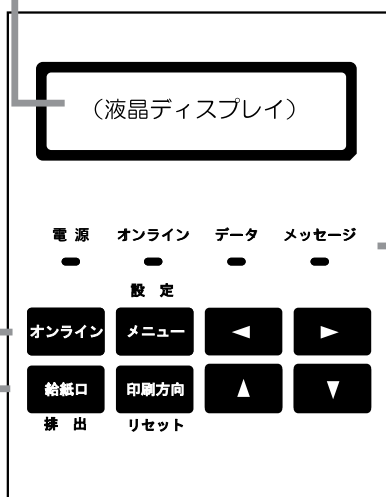 (液晶ディスプレイ)
電源 オンライン データ メッセージ
設定
オンライン メニュー ◀ ▶
給紙口 印刷方向 ▲ ▼
排出 リセット